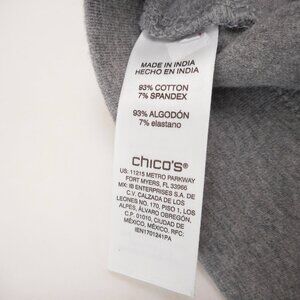 MADE IN INDIA
HECHO EN INDIA
93% COTTON
7% SPANDEX
93% ALGODÓN
7% elastano
chico's®
US: 11215 METRO PARKWAY
FORT MYERS, FL 33966
MX: IB ENTERPRISES S.A. DE
C.V. CALZADA DE LOS
LEONES NO. 170, PISO 1, LOS
ALPES, ÁLVARO OBREGÓN,
C.P. 01010, CIUDAD DE
MÉXICO, MÉXICO, RFC:
IEN1701241PA